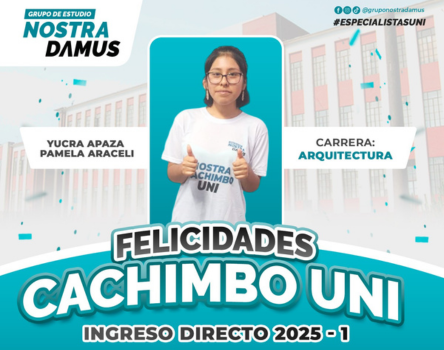 GRUPO DE ESTUDIO
NOSTRA
DAMUS
@gruponostradamus
#ESPECIALISTASUNI
YUCRA APAZA
PAMELA ARACELI
CARRERA:
ARQUITECTURA
NOSTRA
CACHIMBO
UNI
FELICIDADES
CACHIMBO UNI
INGRESO DIRECTO 2025 - 1